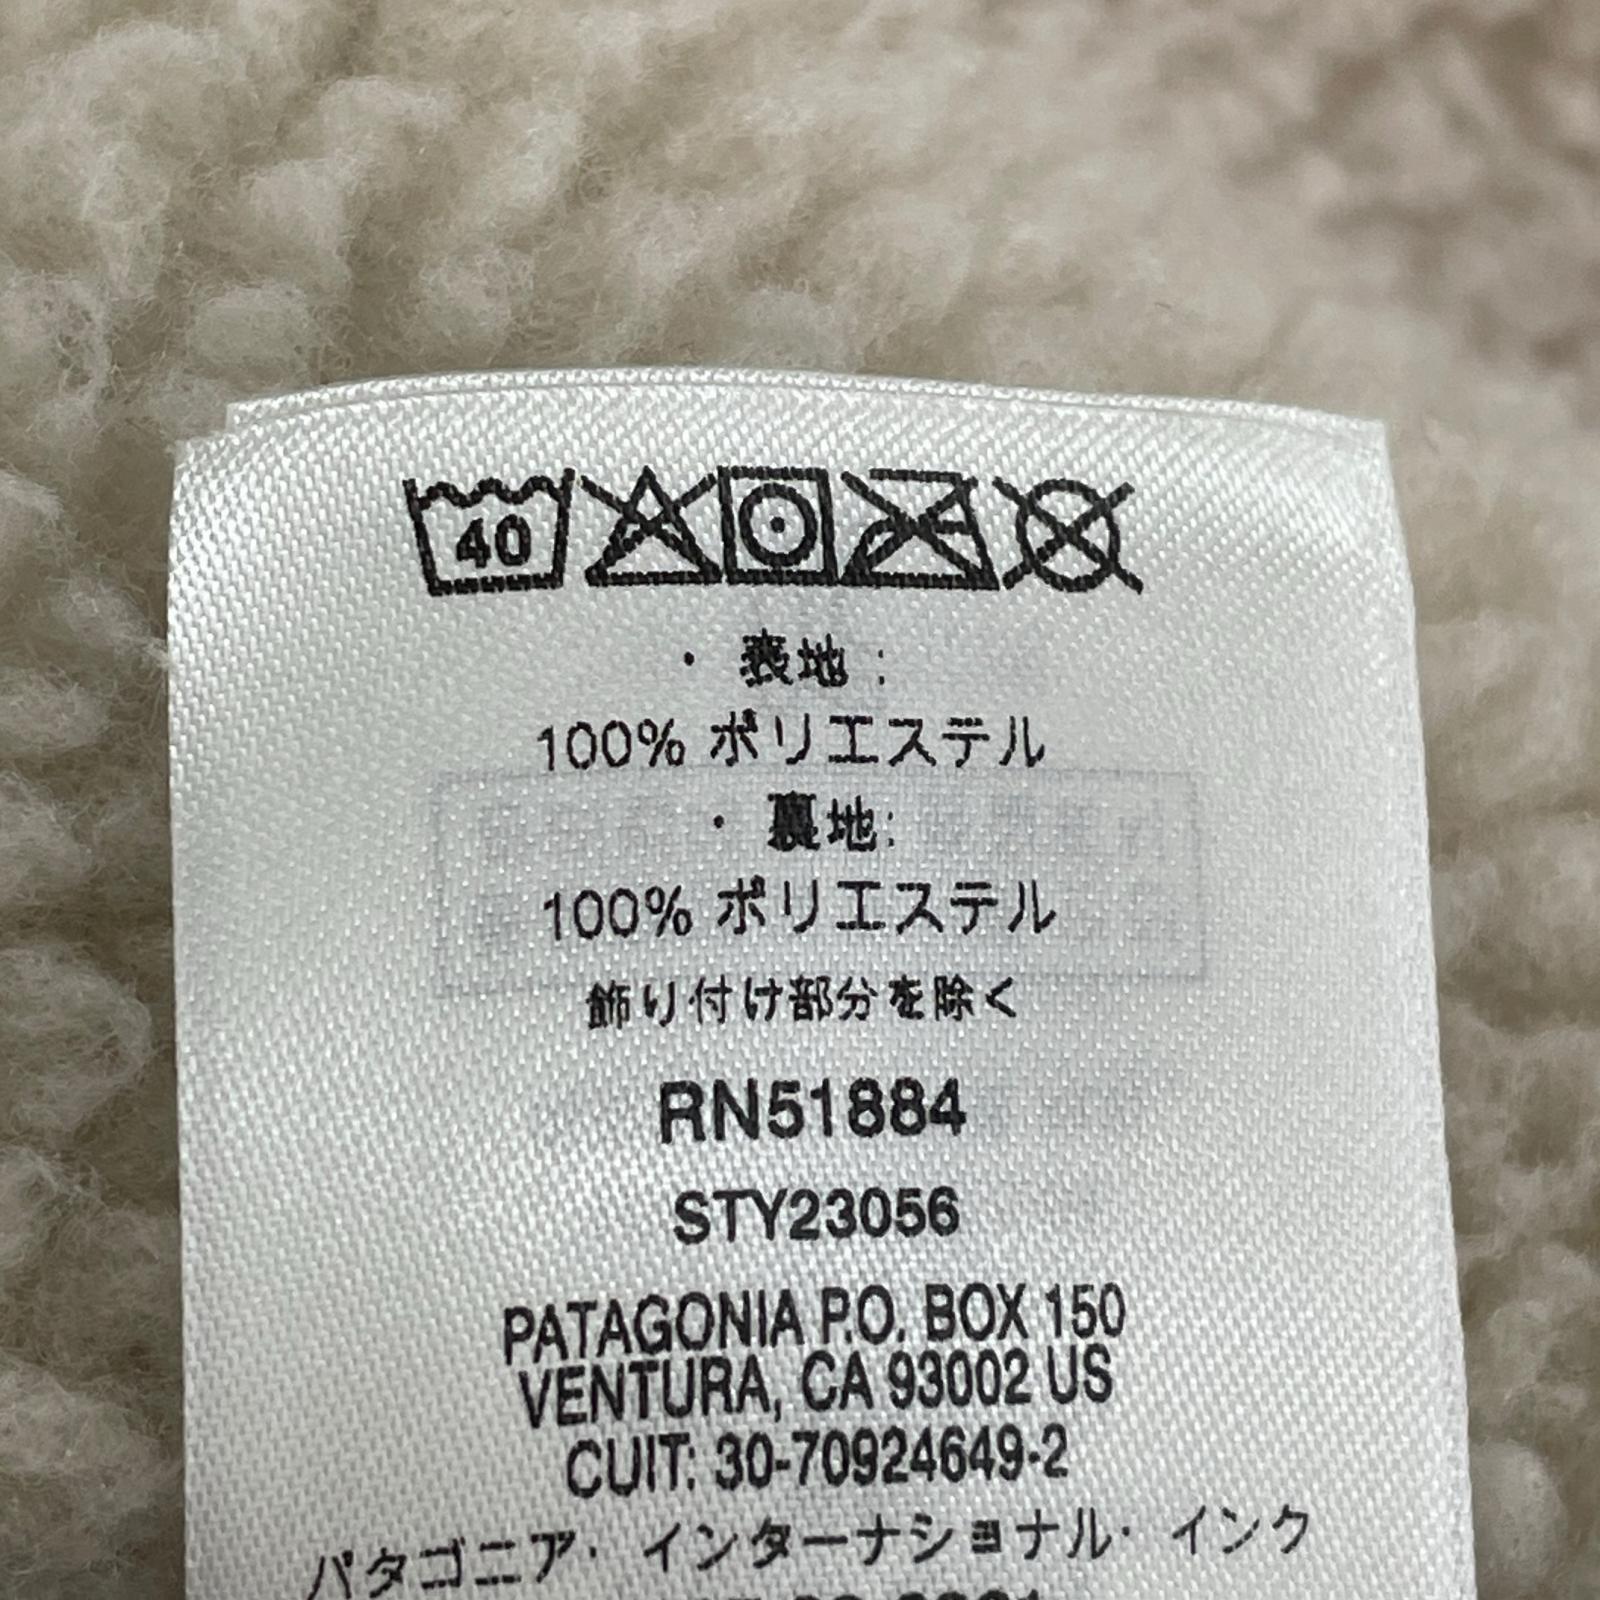 40
・ 表地 :
100% ポリエステル
・ 裏地:
100% ポリエステル
飾り付け部分を除く
RN51884
STY23056
PATAGONIA P.O. BOX 150
VENTURA, CA 93002 US
CUIT: 30-70924649-2
パタゴニア・インターナショナル・インク